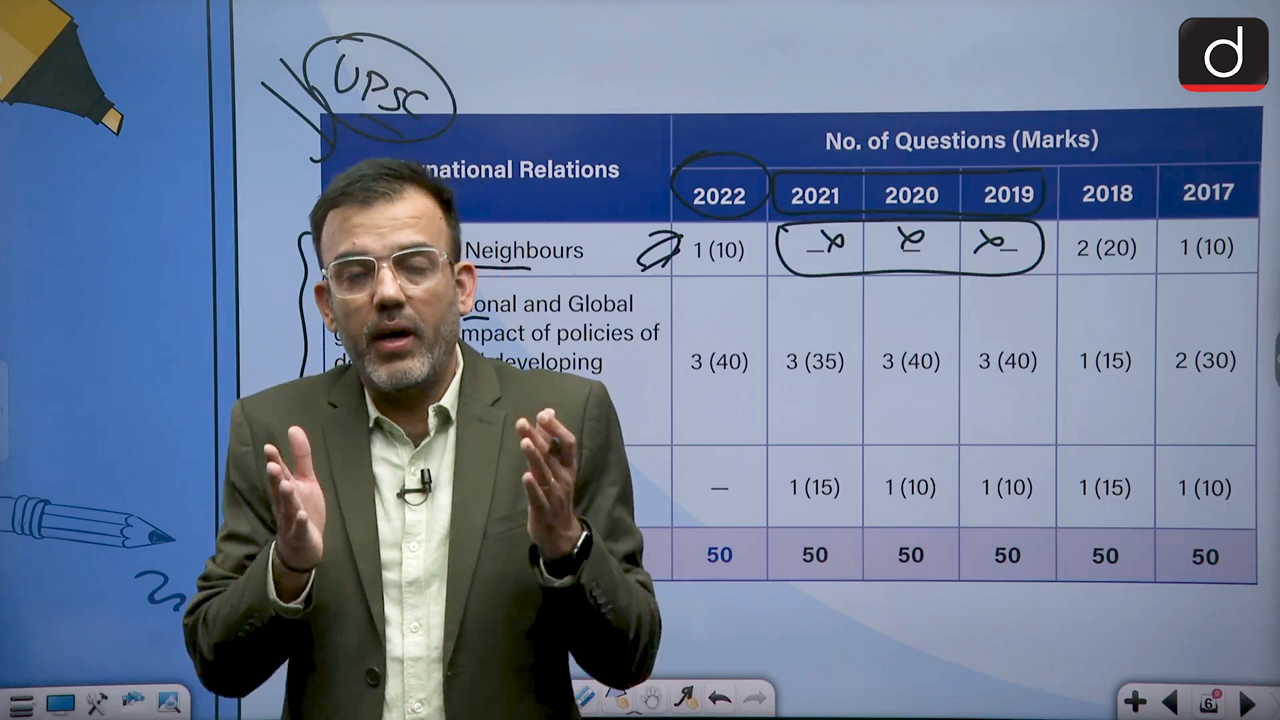 d
UPSC
national Relations
No. of Questions (Marks)
2022 2021 2020 2019 2018 2017
Neighbours 1 (10) — — — 2 (20) 1 (10)
onal and Global
mpact of policies of
developing
3 (40) 3 (35) 3 (40) 3 (40) 1 (15) 2 (30)
— 1 (15) 1 (10) 1 (10) 1 (15) 1 (10)
50 50 50 50 50 50
6